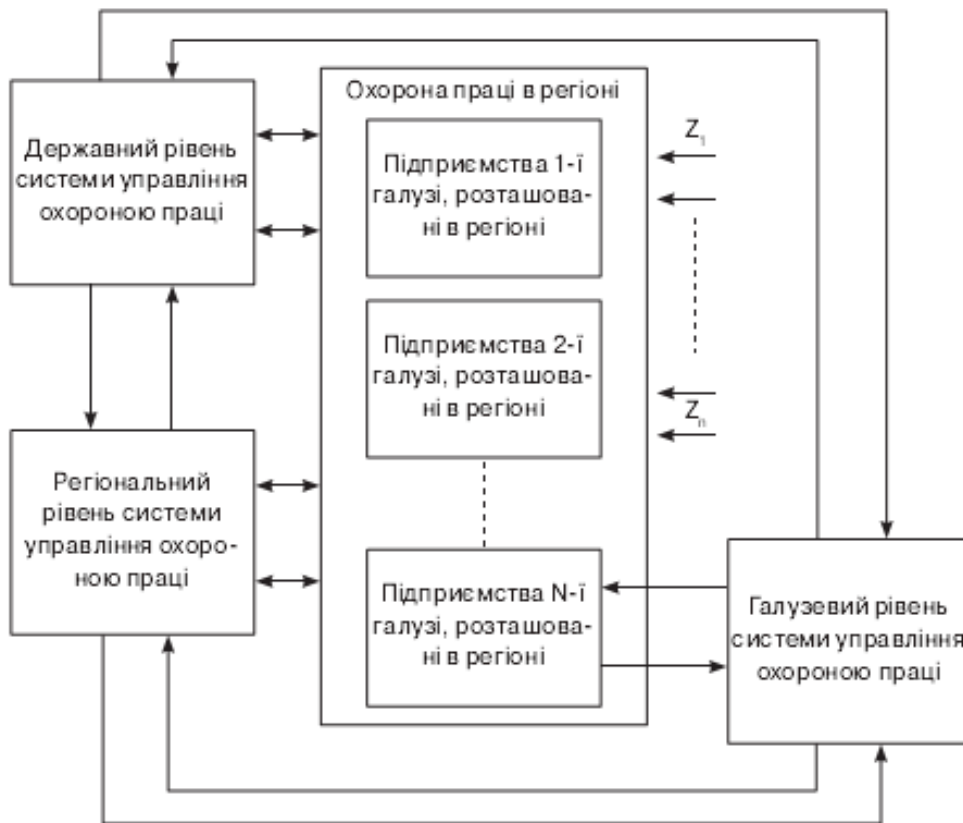 Охорона праці в регіоні
Державний рівень
системи управління
охороною праці
Підприємства 1-ї
галузі, розташова-
ні в регіоні
Z1
Підприємства 2-ї
галузі, розташова-
ні в регіоні
Zn
Регіональний
рівень системи
управління охоро-
ною праці
Підприємства N-ї
галузі, розташова-
ні в регіоні
Галузевий рівень
системи управління
охороною праці